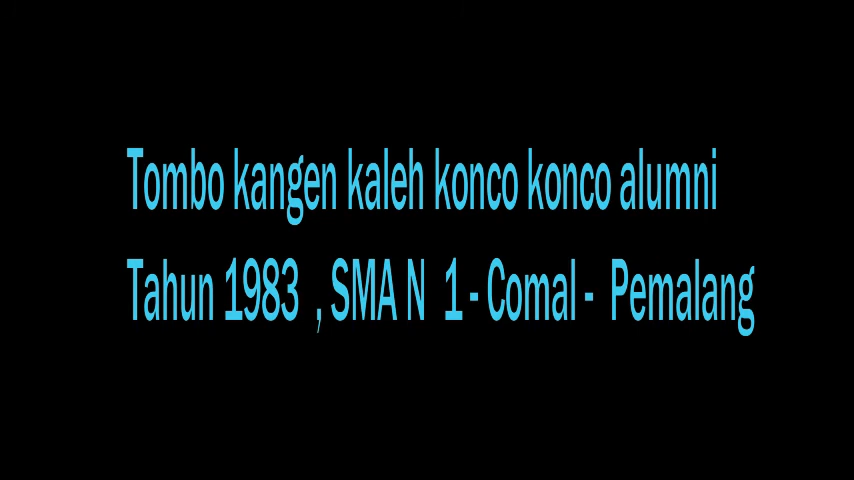 Tombo kangen kaleh konco konco alumni
Tahun 1983 , SMA N 1 - Comal - Pemalang